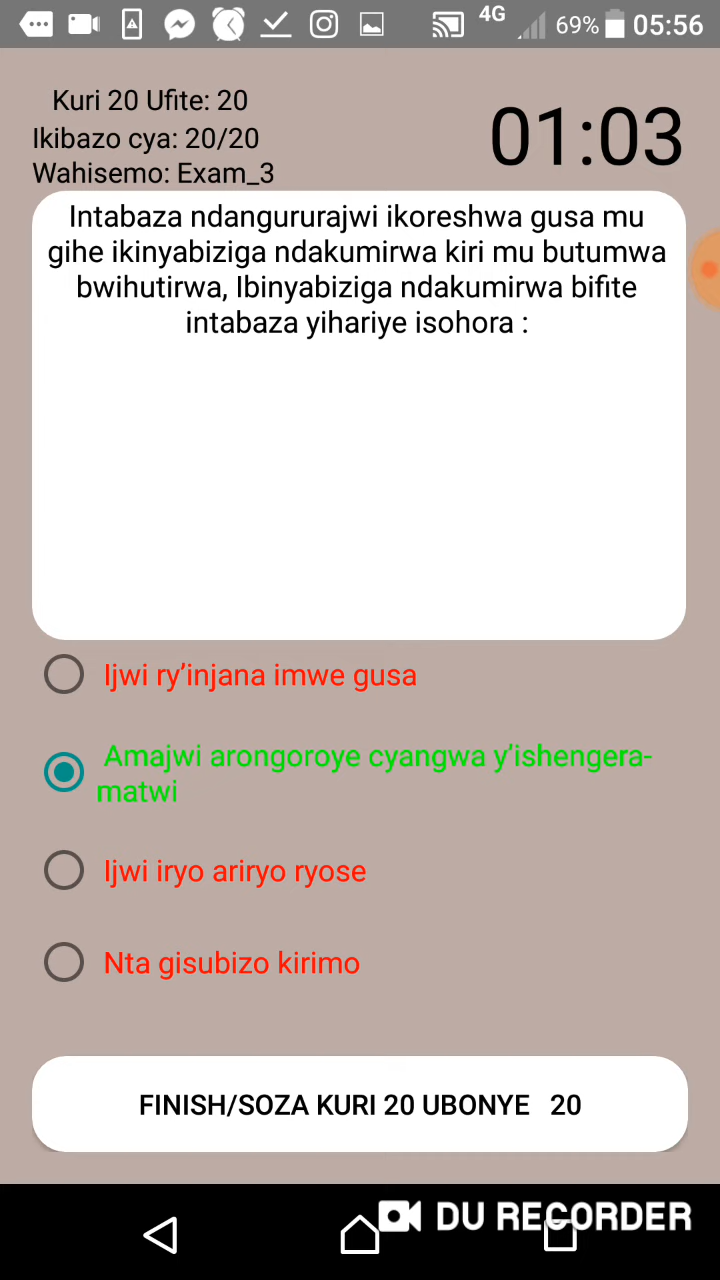 4G
69%
05:56
Kuri 20 Ufite: 20
01:03
Ikibazo cya: 20/20
Wahisemo: Exam_3
Intabaza ndangururajwi ikoreshwa gusa mu
gihe ikinyabiziga ndakumirwa kiri mu butumwa
bwihutirwa, Ibinyabiziga ndakumirwa bifite
intabaza yihariye isohora :
Ijwi ry’injana imwe gusa
Amajwi arongoroye cyangwa y’ishengera-
matwi
Ijwi iryo ariryo ryose
Nta gisubizo kirimo
FINISH/SOZA KURI 20 UBONYE 20
DU RECORDER